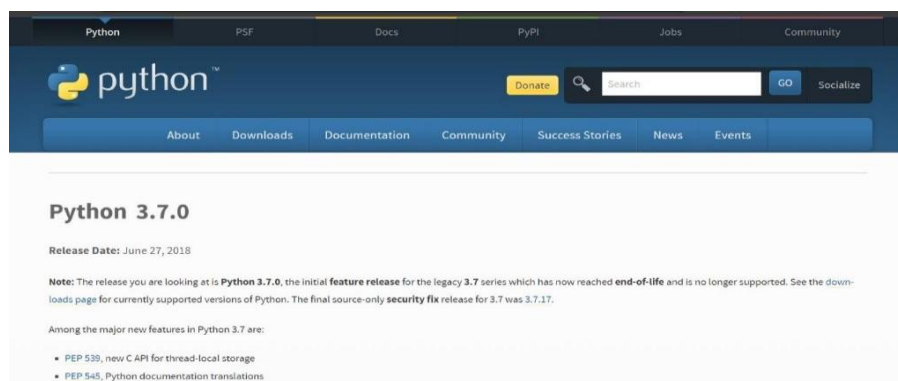 Python PSF Docs PyPI Jobs Community
python™
Donate Search GO Socialize
About Downloads Documentation Community Success Stories News Events
Python 3.7.0
Release Date: June 27, 2018
Note: The release you are looking at is Python 3.7.0, the initial feature release for the legacy 3.7 series which has now reached end-of-life and is no longer supported. See the down-
loads page for currently supported versions of Python. The final source-only security fix release for 3.7 was 3.7.17.
Among the major new features in Python 3.7 are:
• PEP 539, new C API for thread-local storage
• PEP 545, Python documentation translations